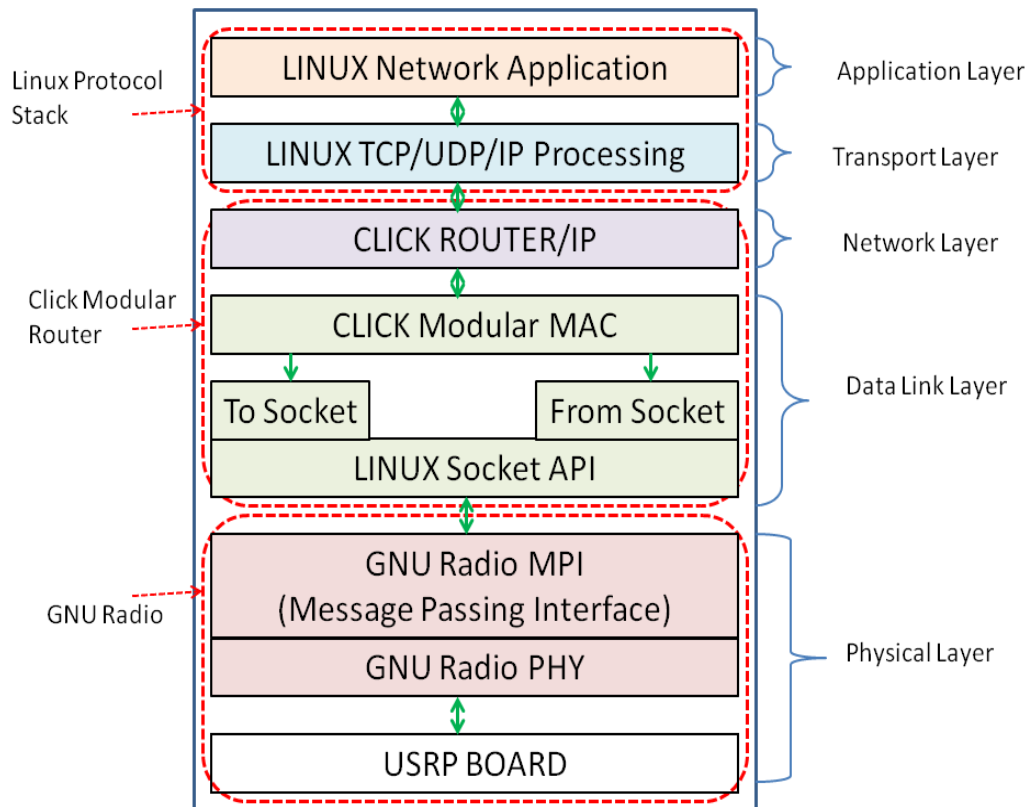 LINUX Network Application
Application Layer
Linux Protocol
Stack
LINUX TCP/UDP/IP Processing
Transport Layer
CLICK ROUTER/IP
Network Layer
Click Modular
Router
CLICK Modular MAC
Data Link Layer
To Socket
From Socket
LINUX Socket API
GNU Radio MPI
(Message Passing Interface)
GNU Radio
GNU Radio PHY
Physical Layer
USRP BOARD